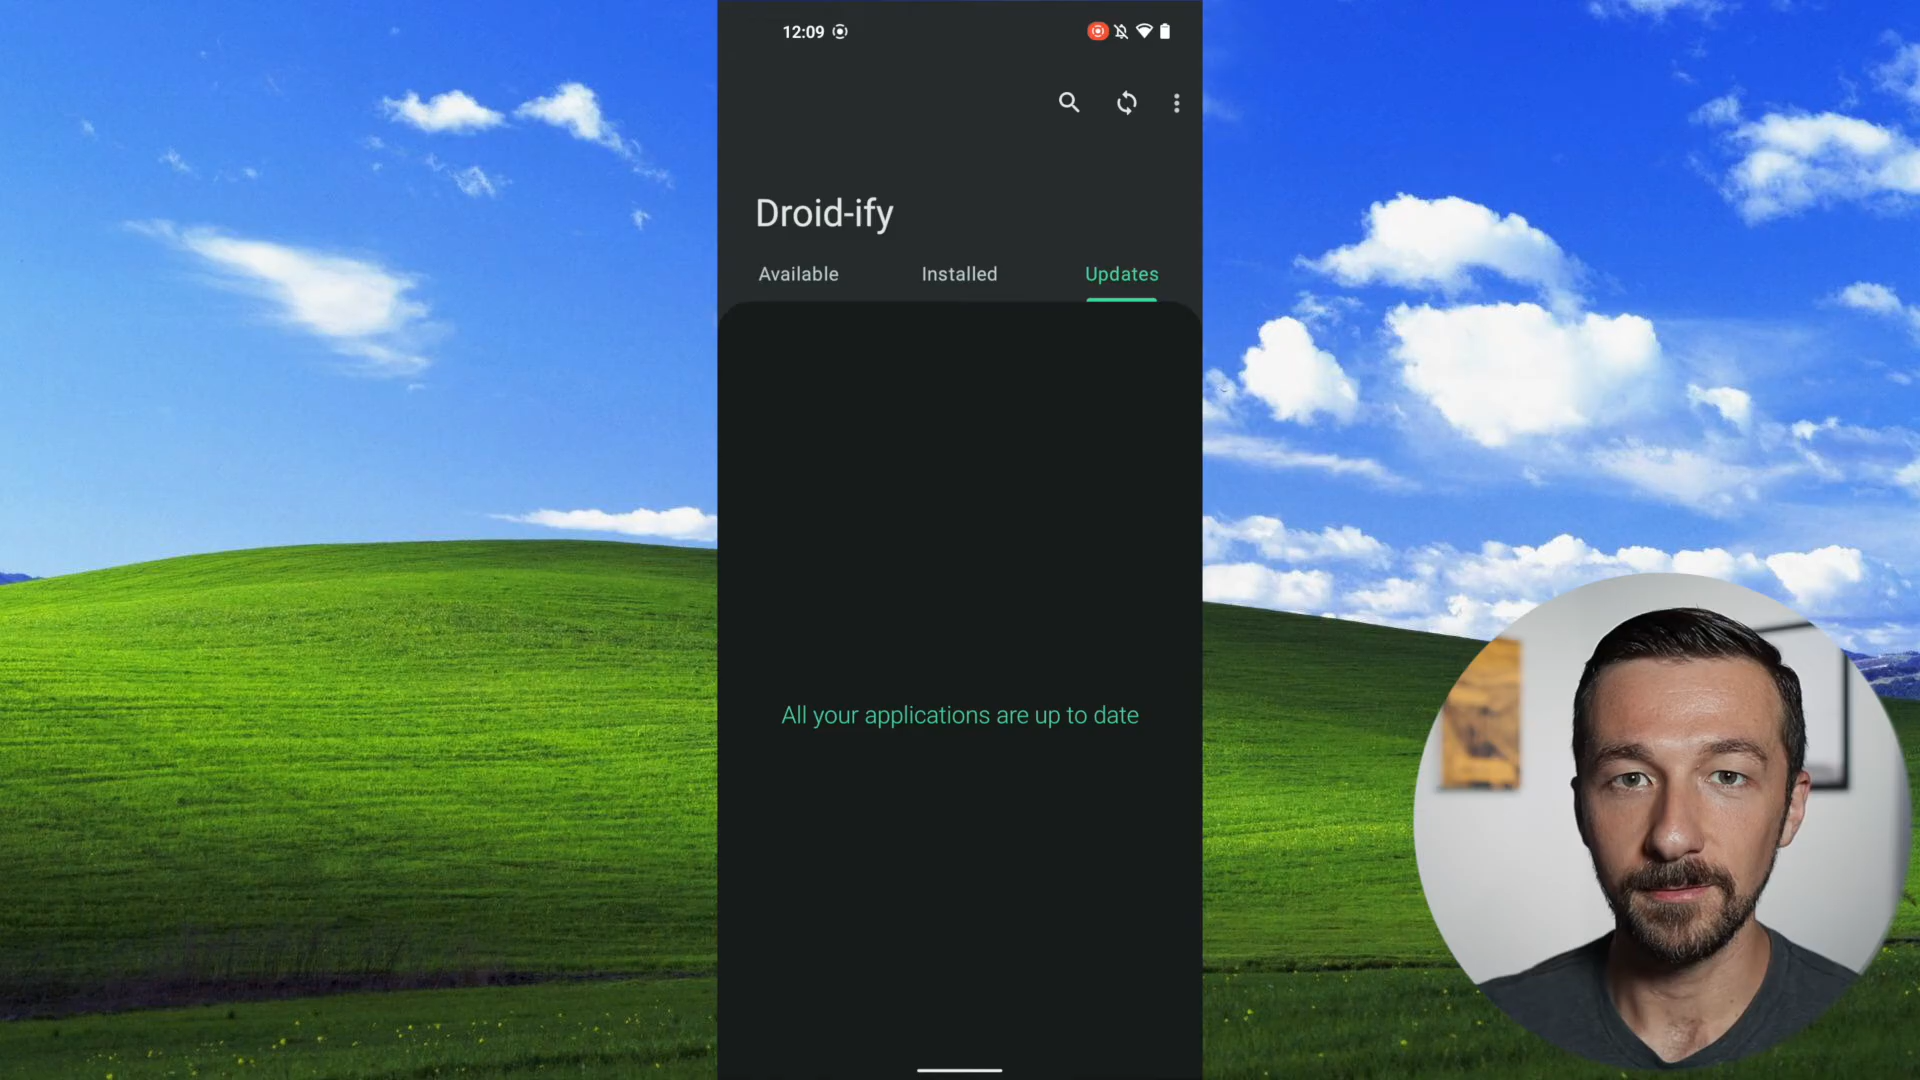 12:09
Droid-ify
Available Installed Updates
All your applications are up to date